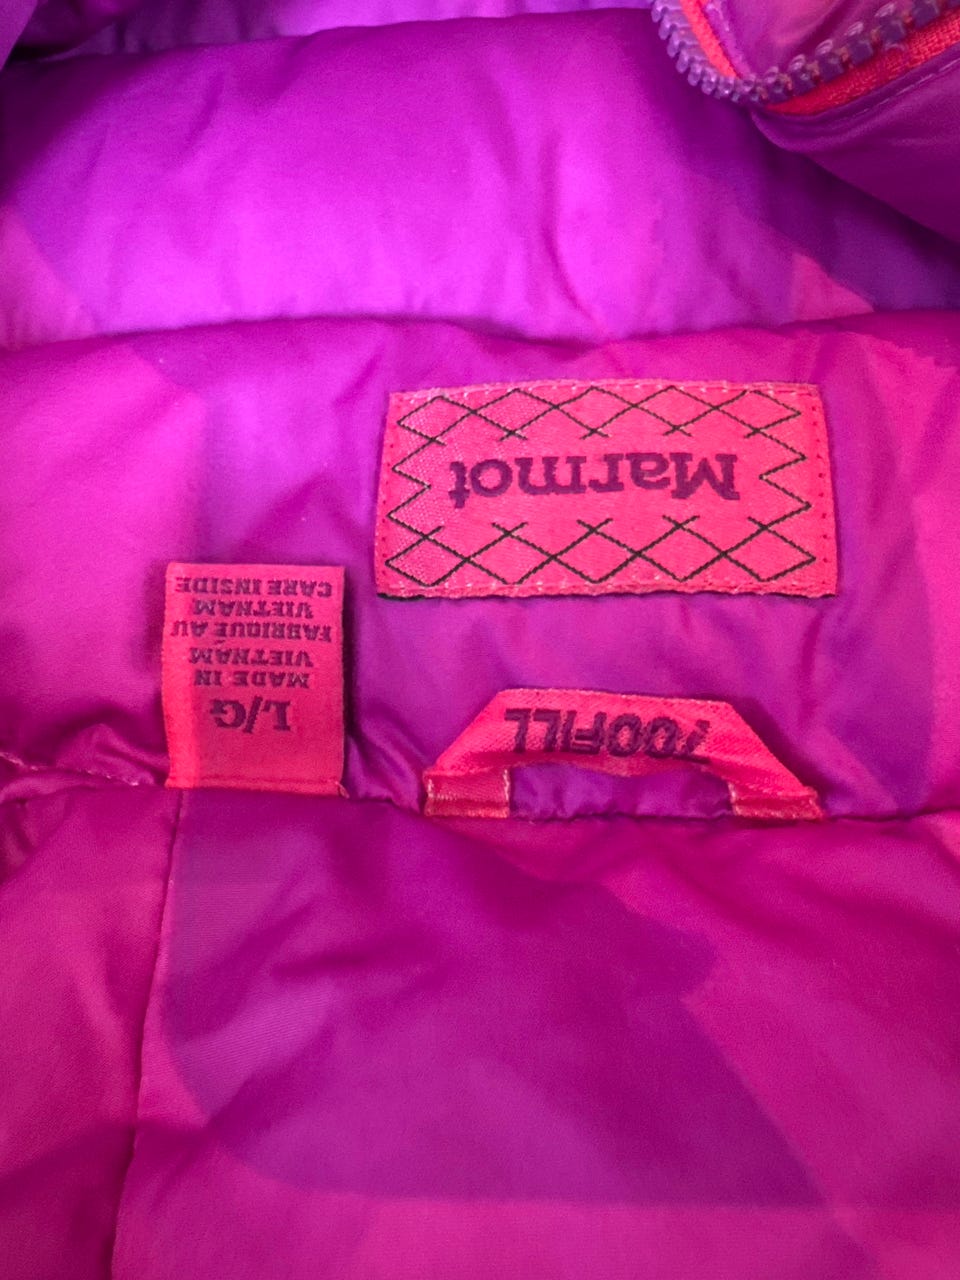 Marmot
L/G
MADE IN
VIETNAM
FABRIQUÉ AU
VIETNAM
CARE INSIDE
700FILL